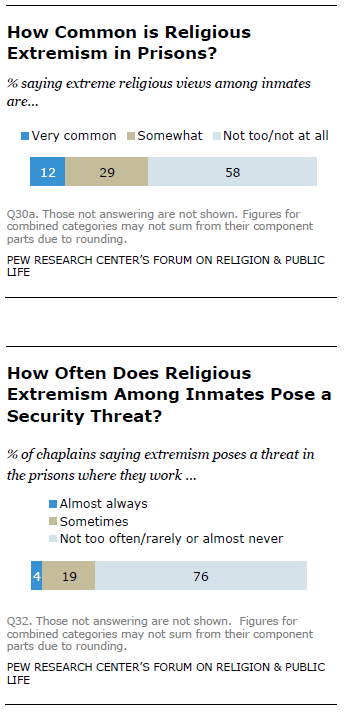 How Common is Religious
Extremism in Prisons?
% saying extreme religious views among inmates
are...
Very common Somewhat Not too/not at all
12 29 58
Q30a. Those not answering are not shown. Figures for
combined categories may not sum from their component
parts due to rounding.
PEW RESEARCH CENTER'S FORUM ON RELIGION & PUBLIC
LIFE
How Often Does Religious
Extremism Among Inmates Pose a
Security Threat?
% of chaplains saying extremism poses a threat in
the prisons where they work ...
Almost always
Sometimes
Not too often/rarely or almost never
4 19 76
Q32. Those not answering are not shown. Figures for
combined categories may not sum from their component
parts due to rounding.
PEW RESEARCH CENTER'S FORUM ON RELIGION & PUBLIC
LIFE